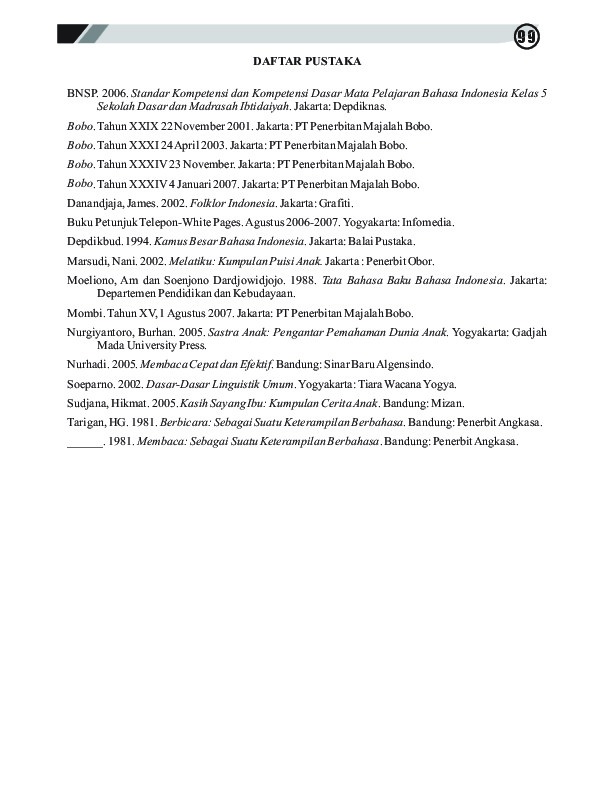 99
DAFTAR PUSTAKA
BNSP. 2006. Standar Kompetensi dan Kompetensi Dasar Mata Pelajaran Bahasa Indonesia Kelas 5
Sekolah Dasar dan Madrasah Ibtidaiyah. Jakarta: Depdiknas.
Bobo. Tahun XXIX 22 November 2001. Jakarta: PT Penerbitan Majalah Bobo.
Bobo. Tahun XXXI 24 April 2003. Jakarta: PT Penerbitan Majalah Bobo.
Bobo. Tahun XXXIV 23 November. Jakarta: PT Penerbitan Majalah Bobo.
Bobo. Tahun XXXIV 4 Januari 2007. Jakarta: PT Penerbitan Majalah Bobo.
Danandjaja, James. 2002. Folklor Indonesia. Jakarta: Grafiti.
Buku Petunjuk Telepon-White Pages. Agustus 2006-2007. Yogyakarta: Infomedia.
Depdikbud. 1994. Kamus Besar Bahasa Indonesia. Jakarta: Balai Pustaka.
Marsudi, Nani. 2002. Melatiku: Kumpulan Puisi Anak. Jakarta : Penerbit Obor.
Moeliono, Am dan Soenjono Dardjowidjojo. 1988. Tata Bahasa Baku Bahasa Indonesia. Jakarta:
Departemen Pendidikan dan Kebudayaan.
Mombi. Tahun XV, 1 Agustus 2007. Jakarta: PT Penerbitan Majalah Bobo.
Nurgiyantoro, Burhan. 2005. Sastra Anak: Pengantar Pemahaman Dunia Anak. Yogyakarta: Gadjah
Mada University Press.
Nurhadi. 2005. Membaca Cepat dan Efektif. Bandung: Sinar Baru Algensindo.
Soeparno. 2002. Dasar-Dasar Linguistik Umum. Yogyakarta: Tiara Wacana Yogya.
Sudjana, Hikmat. 2005. Kasih Sayang Ibu: Kumpulan Cerita Anak. Bandung: Mizan.
Tarigan, HG. 1981. Berbicara: Sebagai Suatu Keterampilan Berbahasa. Bandung: Penerbit Angkasa.
______. 1981. Membaca: Sebagai Suatu Keterampilan Berbahasa. Bandung: Penerbit Angkasa.